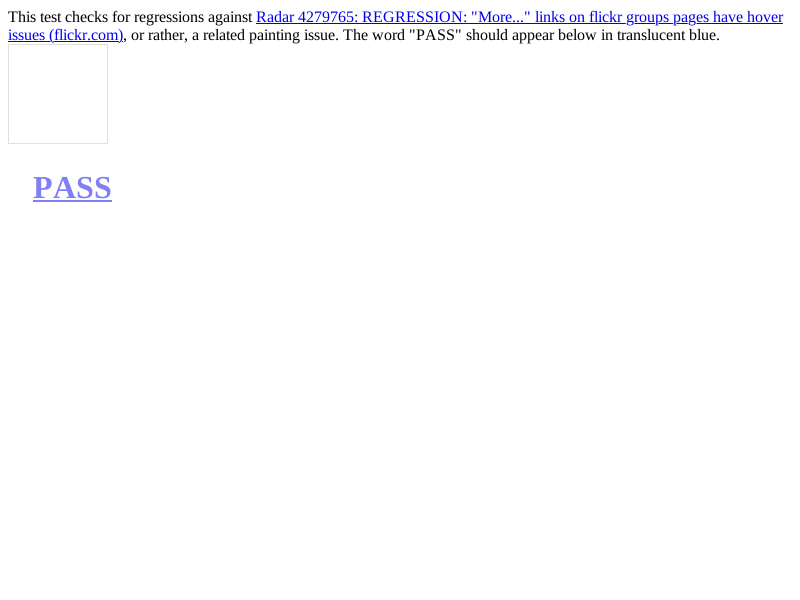 This test checks for regressions against Radar 4279765: REGRESSION: "More..." links on flickr groups pages have hover
issues (flickr.com), or rather, a related painting issue. The word "PASS" should appear below in translucent blue.
PASS